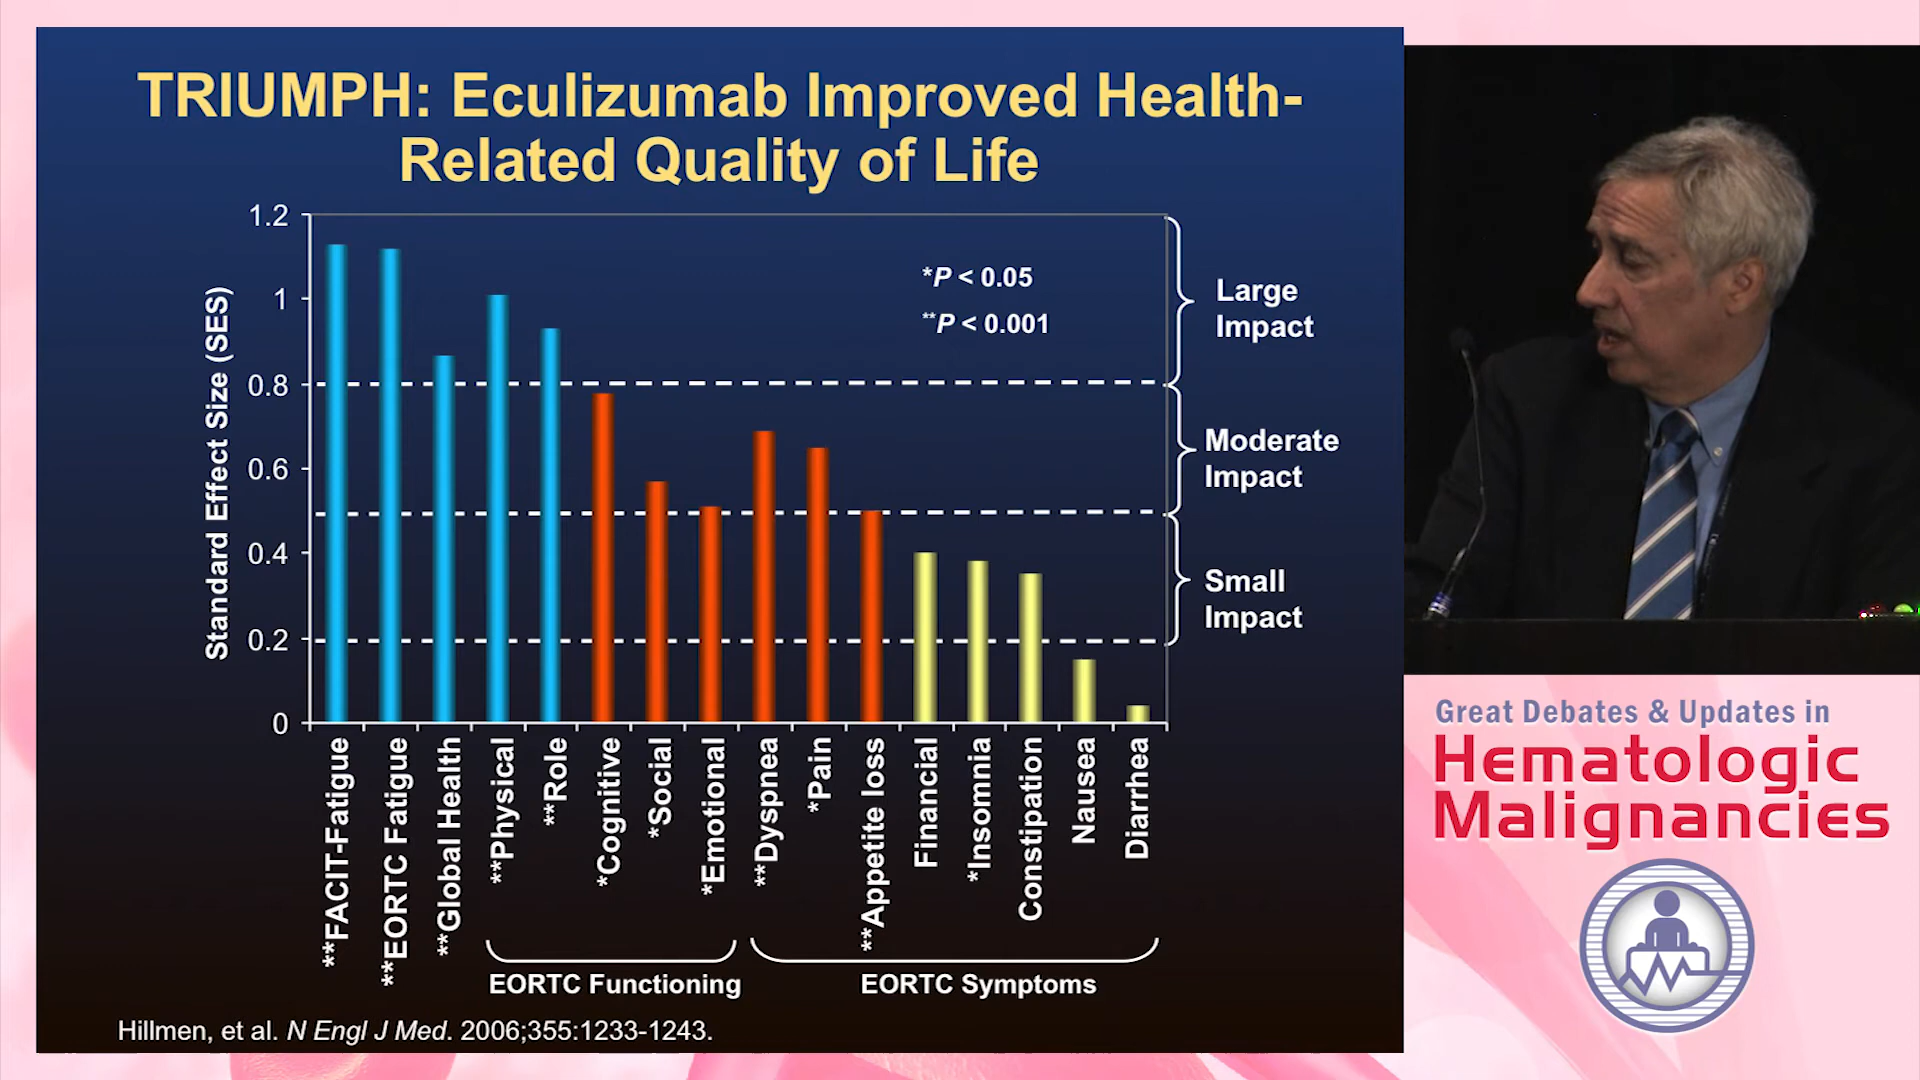 TRIUMPH: Eculizumab Improved Health-
Related Quality of Life
Standard Effect Size (SES)
1.2
1
0.8
0.6
0.4
0.2
0
*P < 0.05
**P < 0.001
Large
Impact
Moderate
Impact
Small
Impact
**FACIT-Fatigue
**EORTC Fatigue
**Global Health
**Physical
**Role
*Cognitive
*Social
*Emotional
**Dyspnea
*Pain
**Appetite loss
Financial
*Insomnia
Constipation
Nausea
Diarrhea
EORTC Functioning
EORTC Symptoms
Hillmen, et al. N Engl J Med. 2006;355:1233-1243.
Great Debates & Updates in
Hematologic
Malignancies